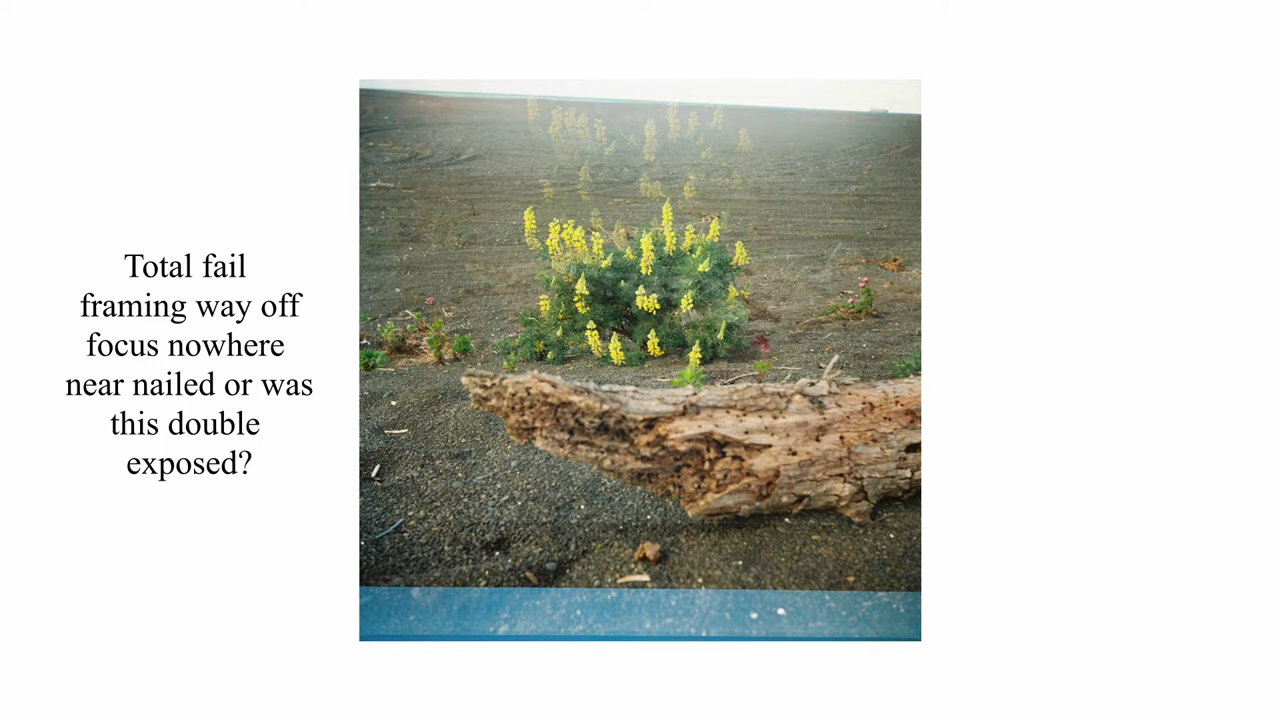 Total fail
framing way off
focus nowhere
near nailed or was
this double
exposed?